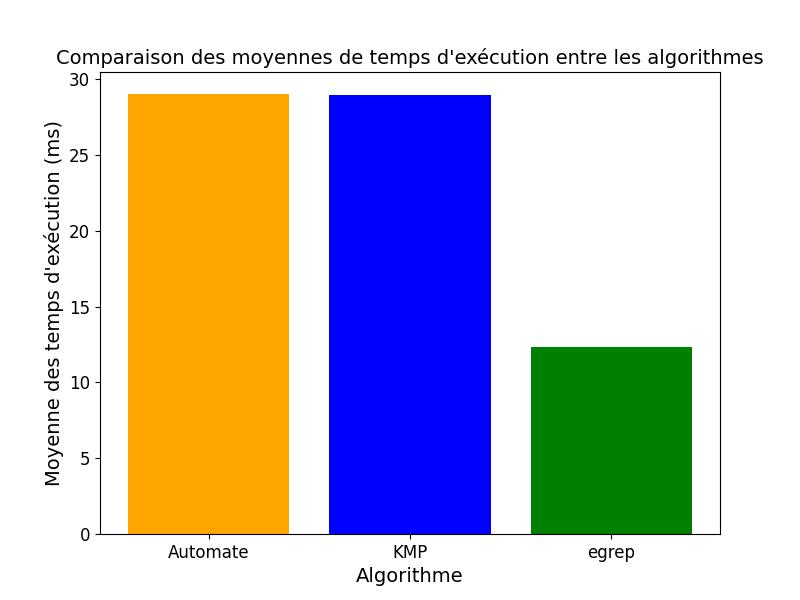 Comparaison des moyennes de temps d'exécution entre les algorithmes
Moyenne des temps d'exécution (ms)
30
25
20
15
10
5
0
Automate KMP egrep
Algorithme